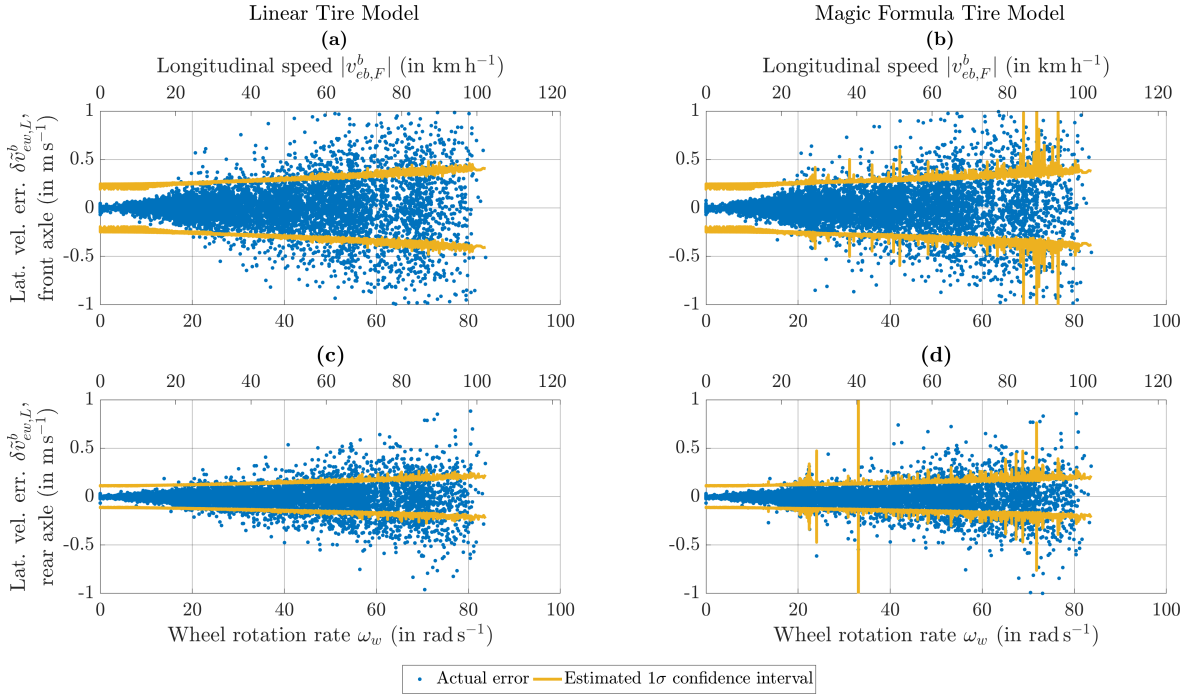 Linear Tire Model
Magic Formula Tire Model
(a)
Longitudinal speed |v^b_{eb,F}| (in km h⁻¹)
0 20 40 60 80 100 120
Lat. vel. err. δṽ^b_{ew,L},
front axle (in m s⁻¹)
1
0.5
0
-0.5
-1
0 20 40 60 80 100
(b)
Longitudinal speed |v^b_{eb,F}| (in km h⁻¹)
0 20 40 60 80 100 120
1
0.5
0
-0.5
-1
0 20 40 60 80 100
(c)
0 20 40 60 80 100 120
Lat. vel. err. δṽ^b_{ew,L},
rear axle (in m s⁻¹)
1
0.5
0
-0.5
-1
0 20 40 60 80 100
Wheel rotation rate ω_w (in rad s⁻¹)
(d)
0 20 40 60 80 100 120
1
0.5
0
-0.5
-1
0 20 40 60 80 100
Wheel rotation rate ω_w (in rad s⁻¹)
Actual error Estimated 1σ confidence interval